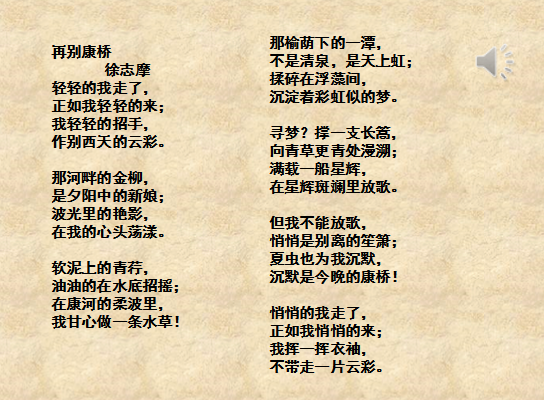 再别康桥
徐志摩
轻轻的我走了，
正如我轻轻的来；
我轻轻的招手，
作别西天的云彩。
那河畔的金柳，
是夕阳中的新娘；
波光里的艳影，
在我的心头荡漾。
软泥上的青荇，
油油的在水底招摇；
在康河的柔波里，
我甘心做一条水草！
那榆荫下的一潭，
不是清泉，是天上虹；
揉碎在浮藻间，
沉淀着彩虹似的梦。
寻梦？撑一支长蒿，
向青草更青处漫溯；
满载一船星辉，
在星辉斑斓里放歌。
但我不能放歌，
悄悄是别离的笙箫；
夏虫也为我沉默，
沉默是今晚的康桥！
悄悄的我走了，
正如我悄悄的来；
我挥一挥衣袖，
不带走一片云彩。